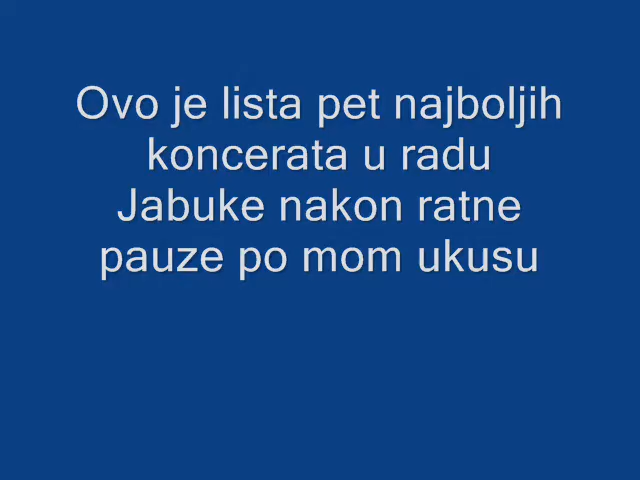 Ovo je lista pet najboljih
koncerata u radu
Jabuke nakon ratne
pauze po mom ukusu